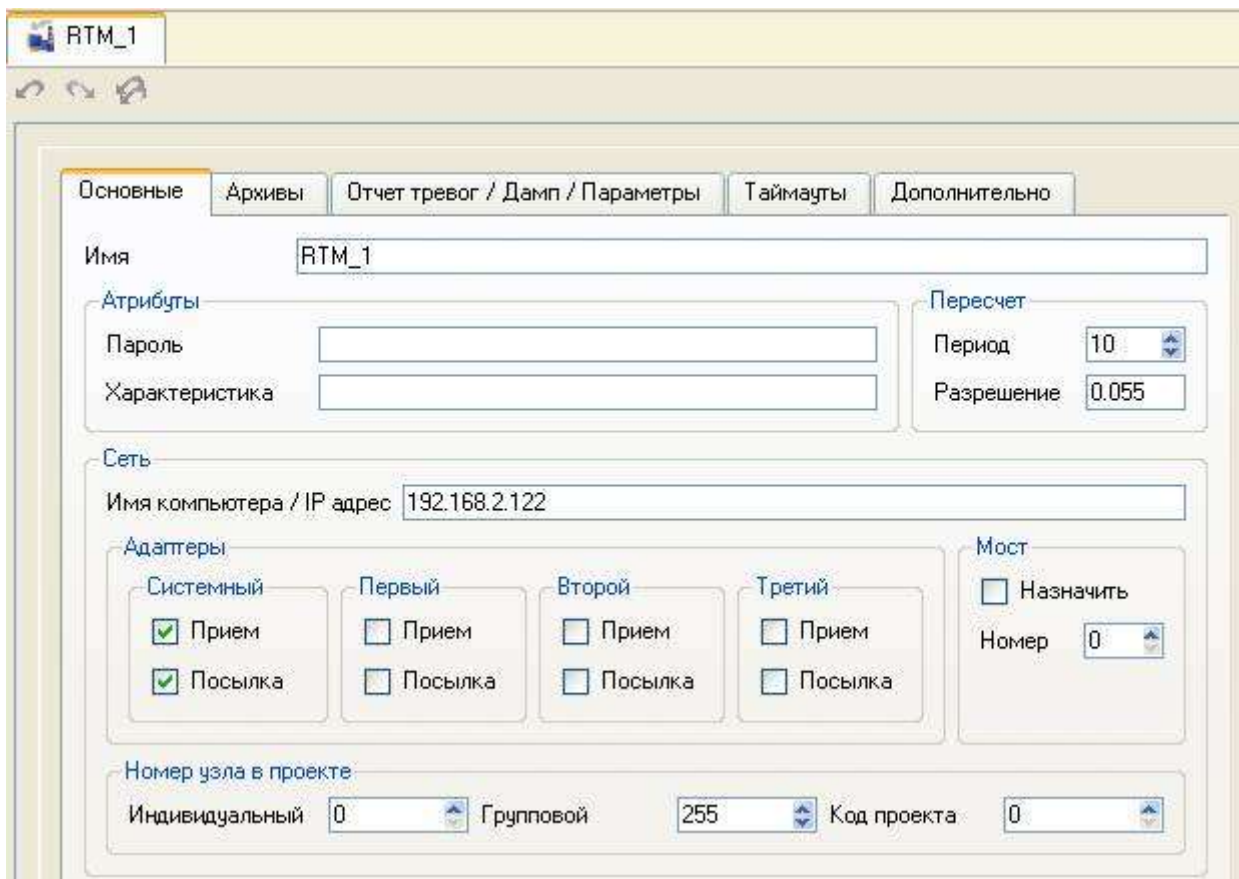 RTM_1
Основные Архивы Отчет тревог / Дамп / Параметры Таймауты Дополнительно
Имя RTM_1
Атрибуты Пересчет
Пароль Период 10
Характеристика Разрешение 0.055
Сеть
Имя компьютера / IP адрес 192.168.2.122
Адаптеры Мост
Системный Первый Второй Третий Назначить
Прием Прием Прием Прием Номер 0
Посылка Посылка Посылка Посылка
Номер узла в проекте
Индивидуальный 0 Групповой 255 Код проекта 0